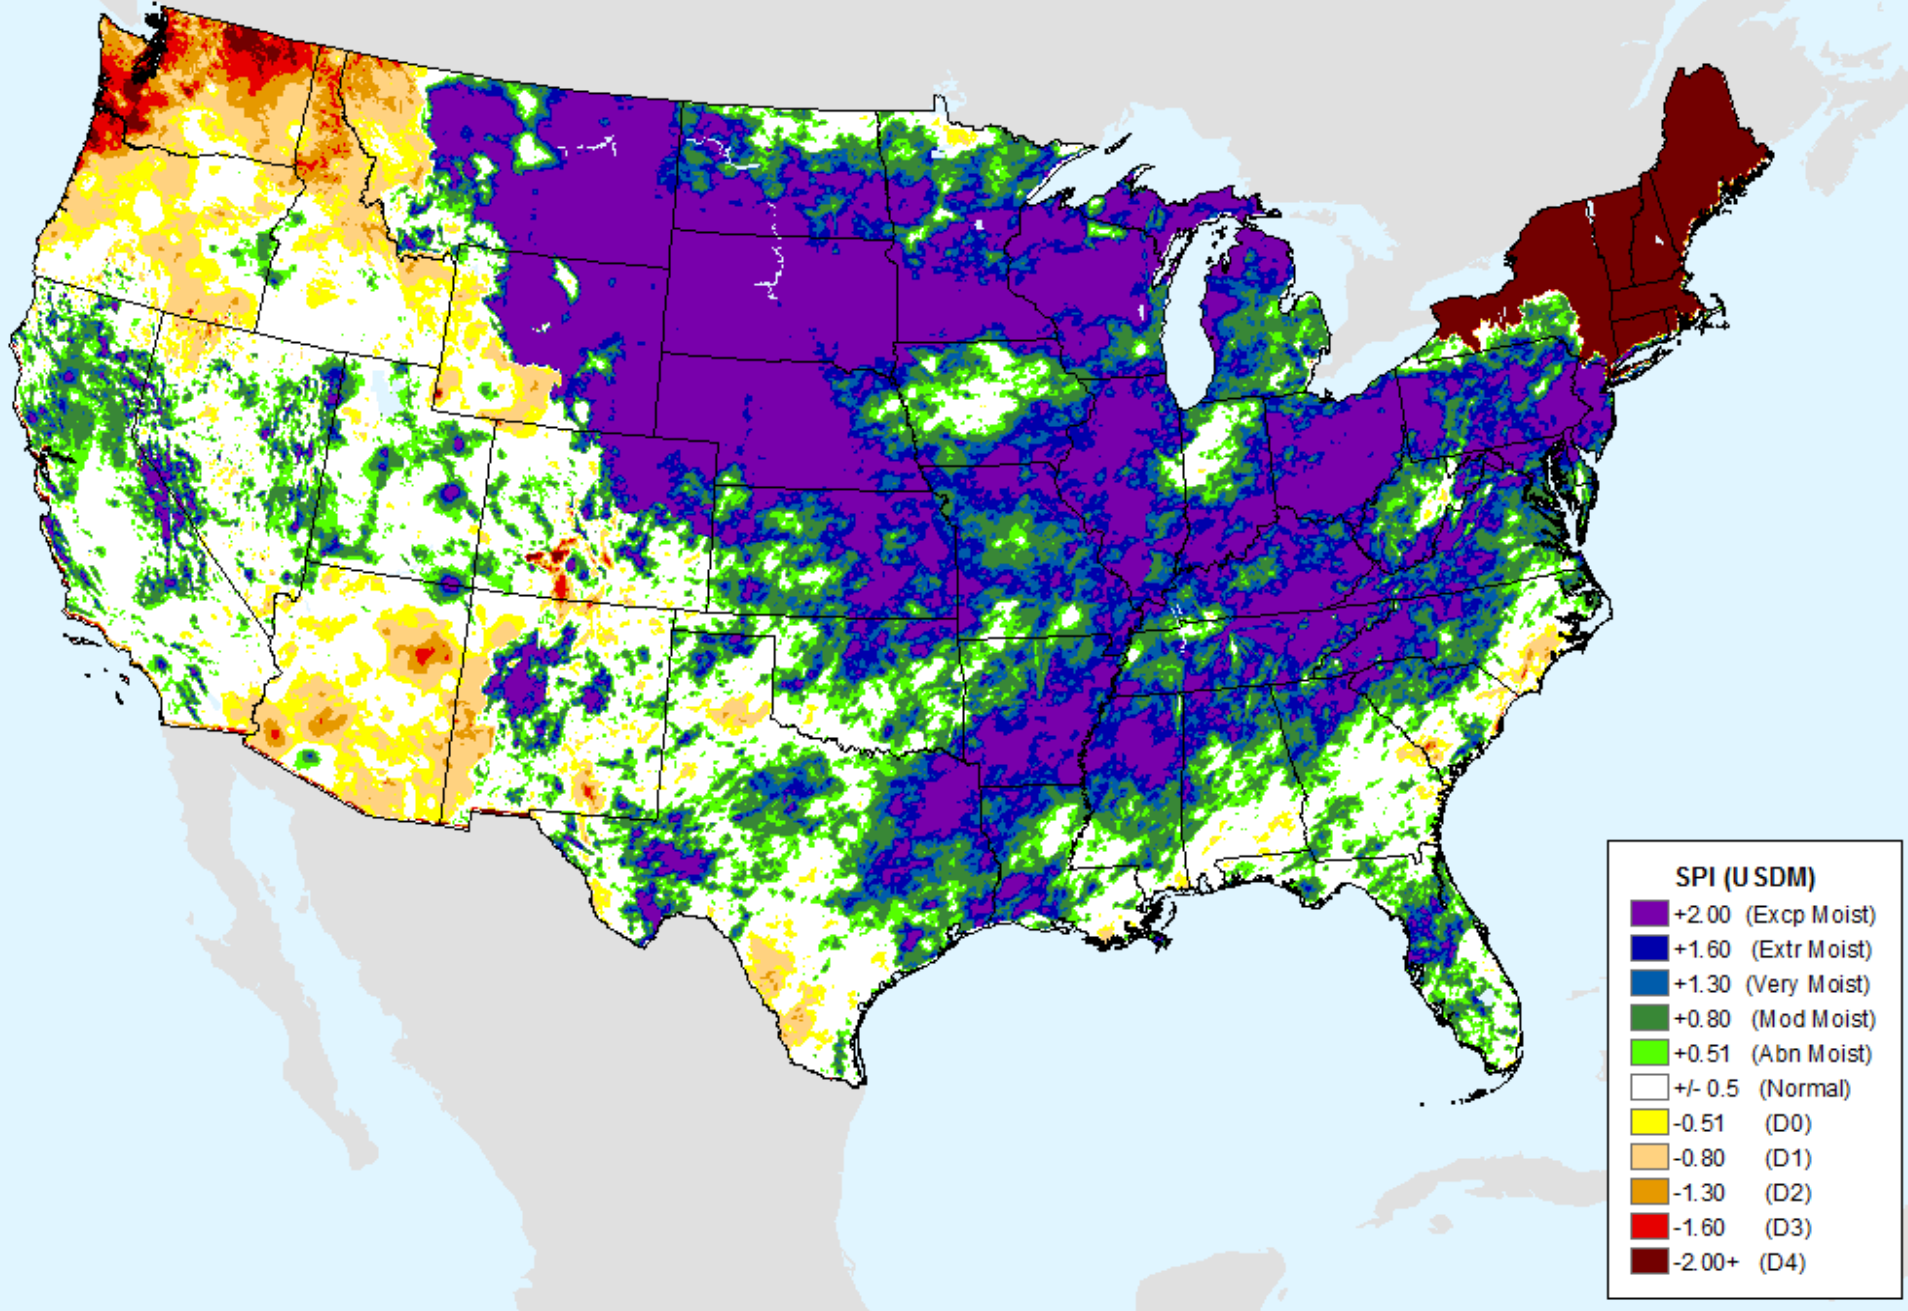 SPI (USDM)
+2.00 (Excp Moist)
+1.60 (Extr Moist)
+1.30 (Very Moist)
+0.80 (Mod Moist)
+0.51 (Abn Moist)
+/- 0.5 (Normal)
-0.51 (D0)
-0.80 (D1)
-1.30 (D2)
-1.60 (D3)
-2.00+ (D4)